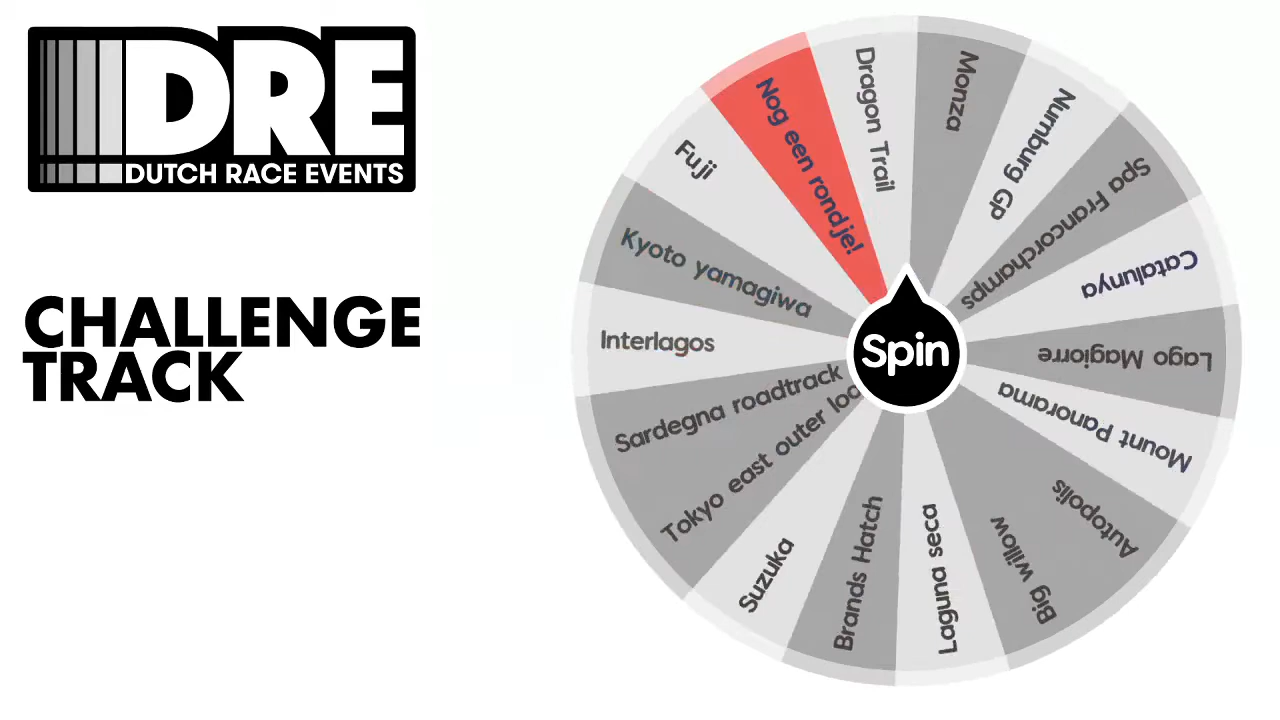 DRE
DUTCH RACE EVENTS
CHALLENGE
TRACK
Monza
Nurnburg GP
Spa Francorchamps
Catalunya
Lago Magiorre
Mount Panorama
Autopolis
Big willow
Laguna seca
Brands Hatch
Suzuka
Tokyo east outer loo
Sardegna roadtrack
Interlagos
Kyoto yamagiwa
Fuji
Nog een rondje!
Dragon Trail
Spin